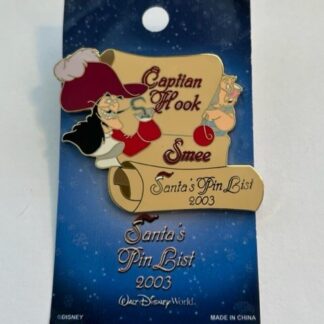 Captian
Hook
Smee
Santa's Pin List
2003
Santa's
Pin List
2003
Walt Disney World.
©DISNEY
MADE IN CHINA